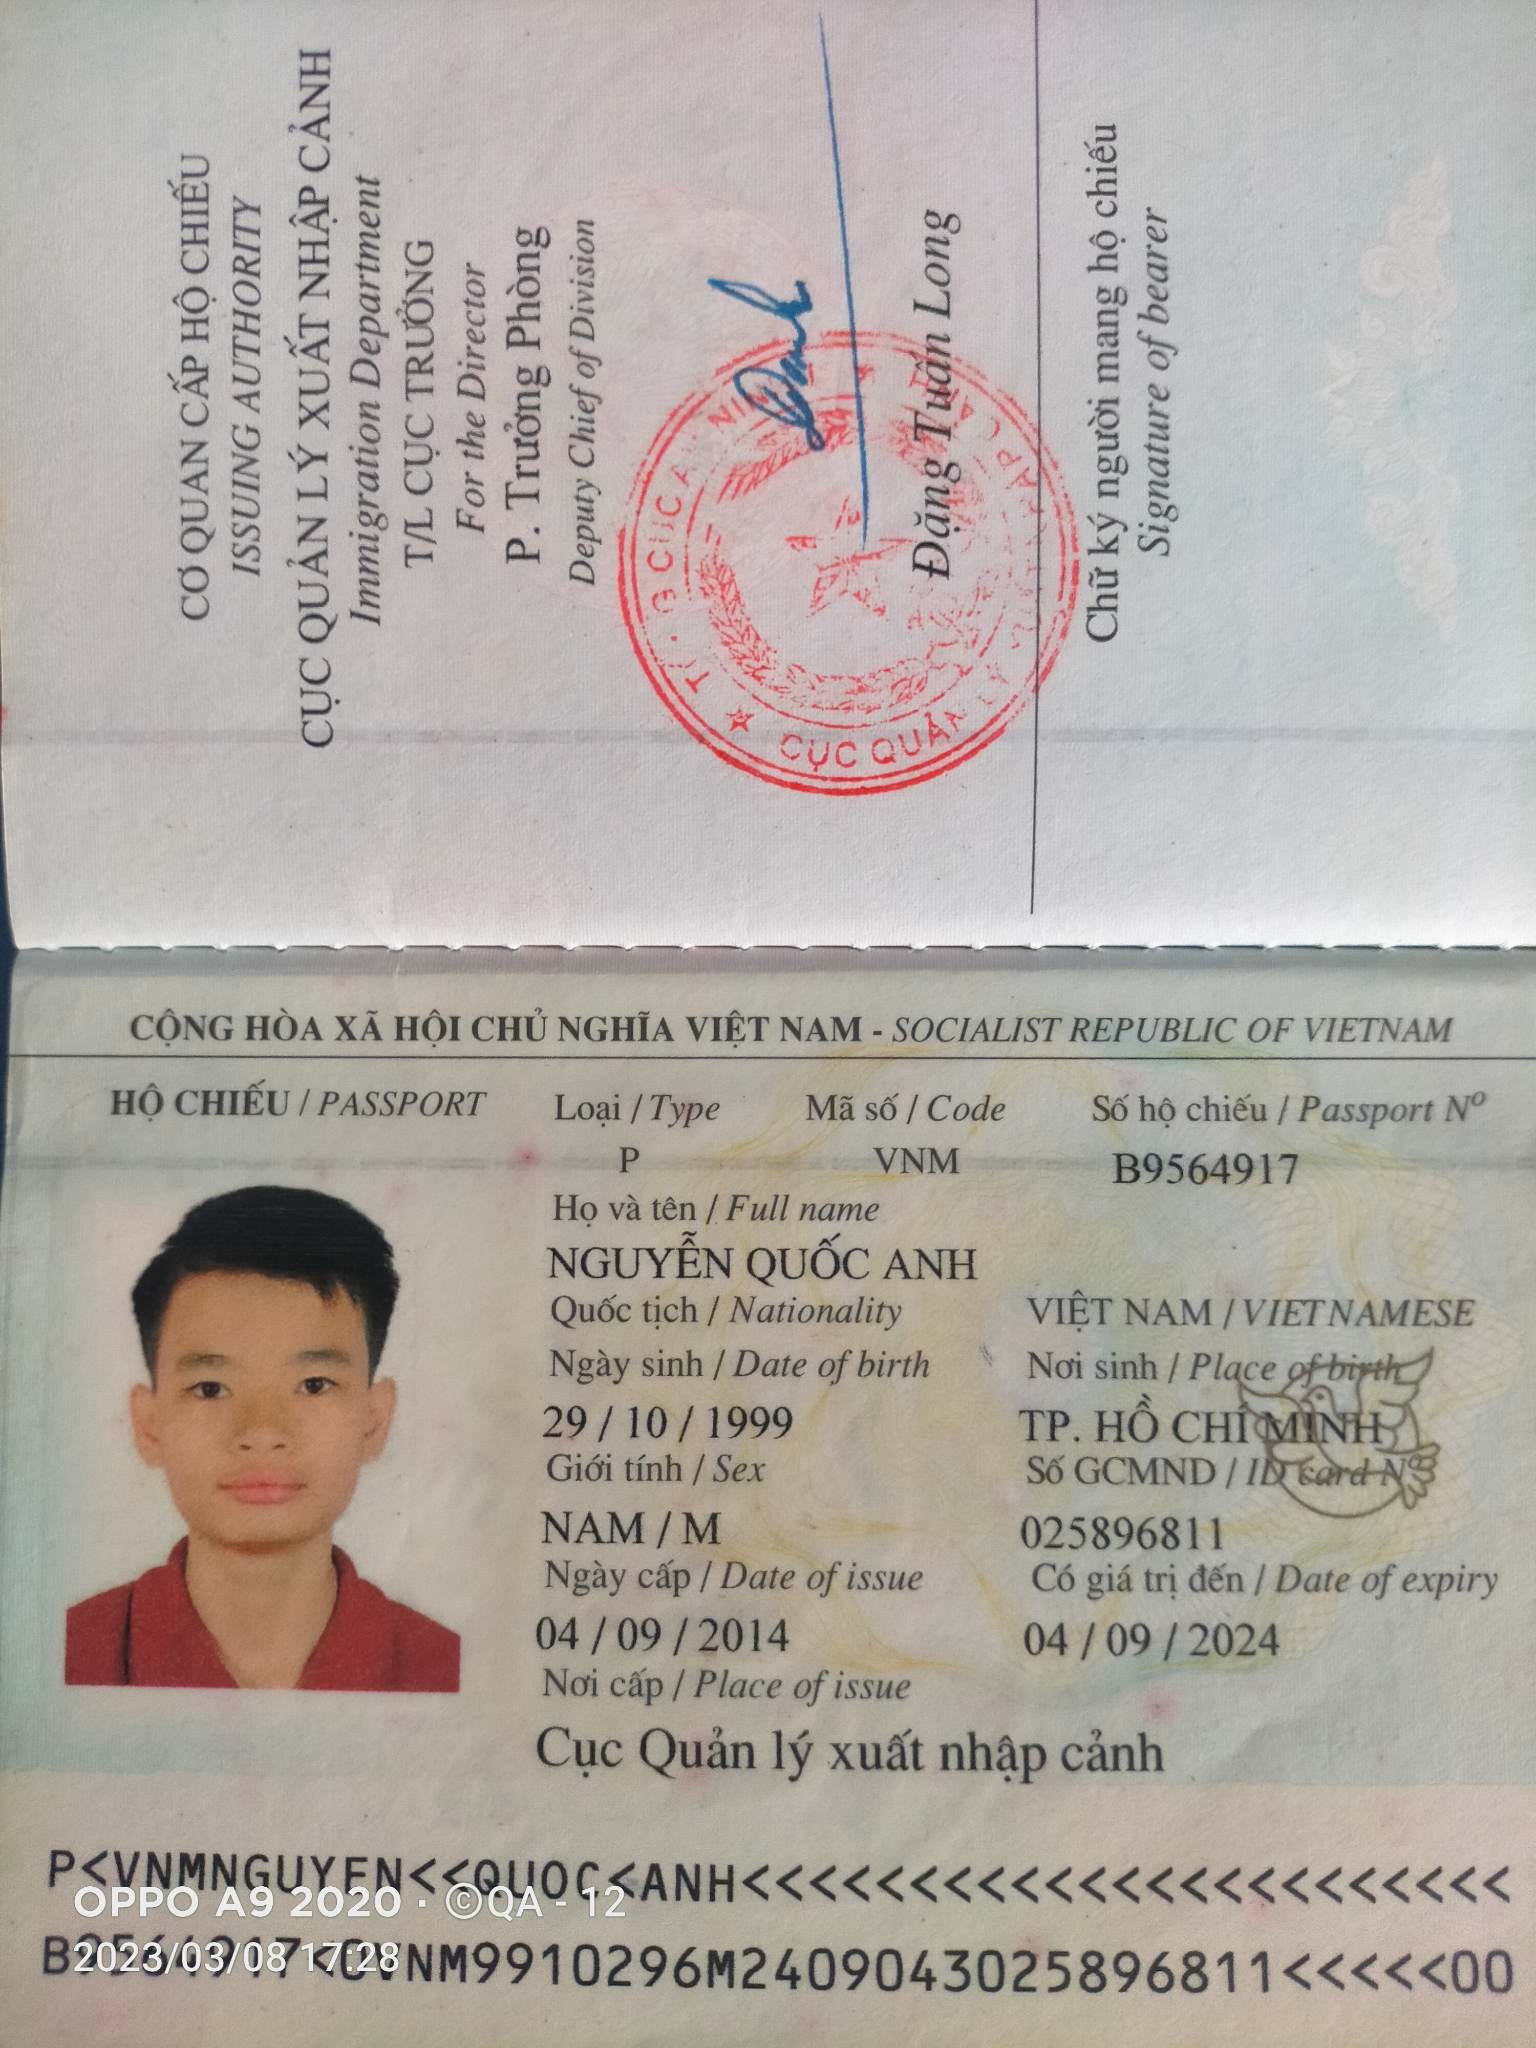 CƠ QUAN CẤP HỘ CHIẾU
ISSUING AUTHORITY
CỤC QUẢN LÝ XUẤT NHẬP CẢNH
Immigration Department
T/L CỤC TRƯỞNG
For the Director
P. Trưởng Phòng
Deputy Chief of Division
CỤC QUẢN LÝ
Đặng Tuấn Long
Chữ ký người mang hộ chiếu
Signature of bearer
CỘNG HÒA XÃ HỘI CHỦ NGHĨA VIỆT NAM - SOCIALIST REPUBLIC OF VIETNAM
HỘ CHIẾU / PASSPORT Loại / Type Mã số / Code Số hộ chiếu / Passport Nº
P VNM B9564917
Họ và tên / Full name
NGUYỄN QUỐC ANH
Quốc tịch / Nationality VIỆT NAM / VIETNAMESE
Ngày sinh / Date of birth Nơi sinh / Place of birth
29 / 10 / 1999 TP. HỒ CHÍ MINH
Giới tính / Sex Số GCMND / ID card Nº
NAM / M 025896811
Ngày cấp / Date of issue Có giá trị đến / Date of expiry
04 / 09 / 2014 04 / 09 / 2024
Nơi cấp / Place of issue
Cục Quản lý xuất nhập cảnh
P<VNMNGUYEN<<QUOC<ANH<<<<<<<<<<<<<<<<<<<<<<<
OPPO A9 2020 · ©QA - 12
VNM9910296M2409043025896811<<<<<00
2023/03/08 17:28